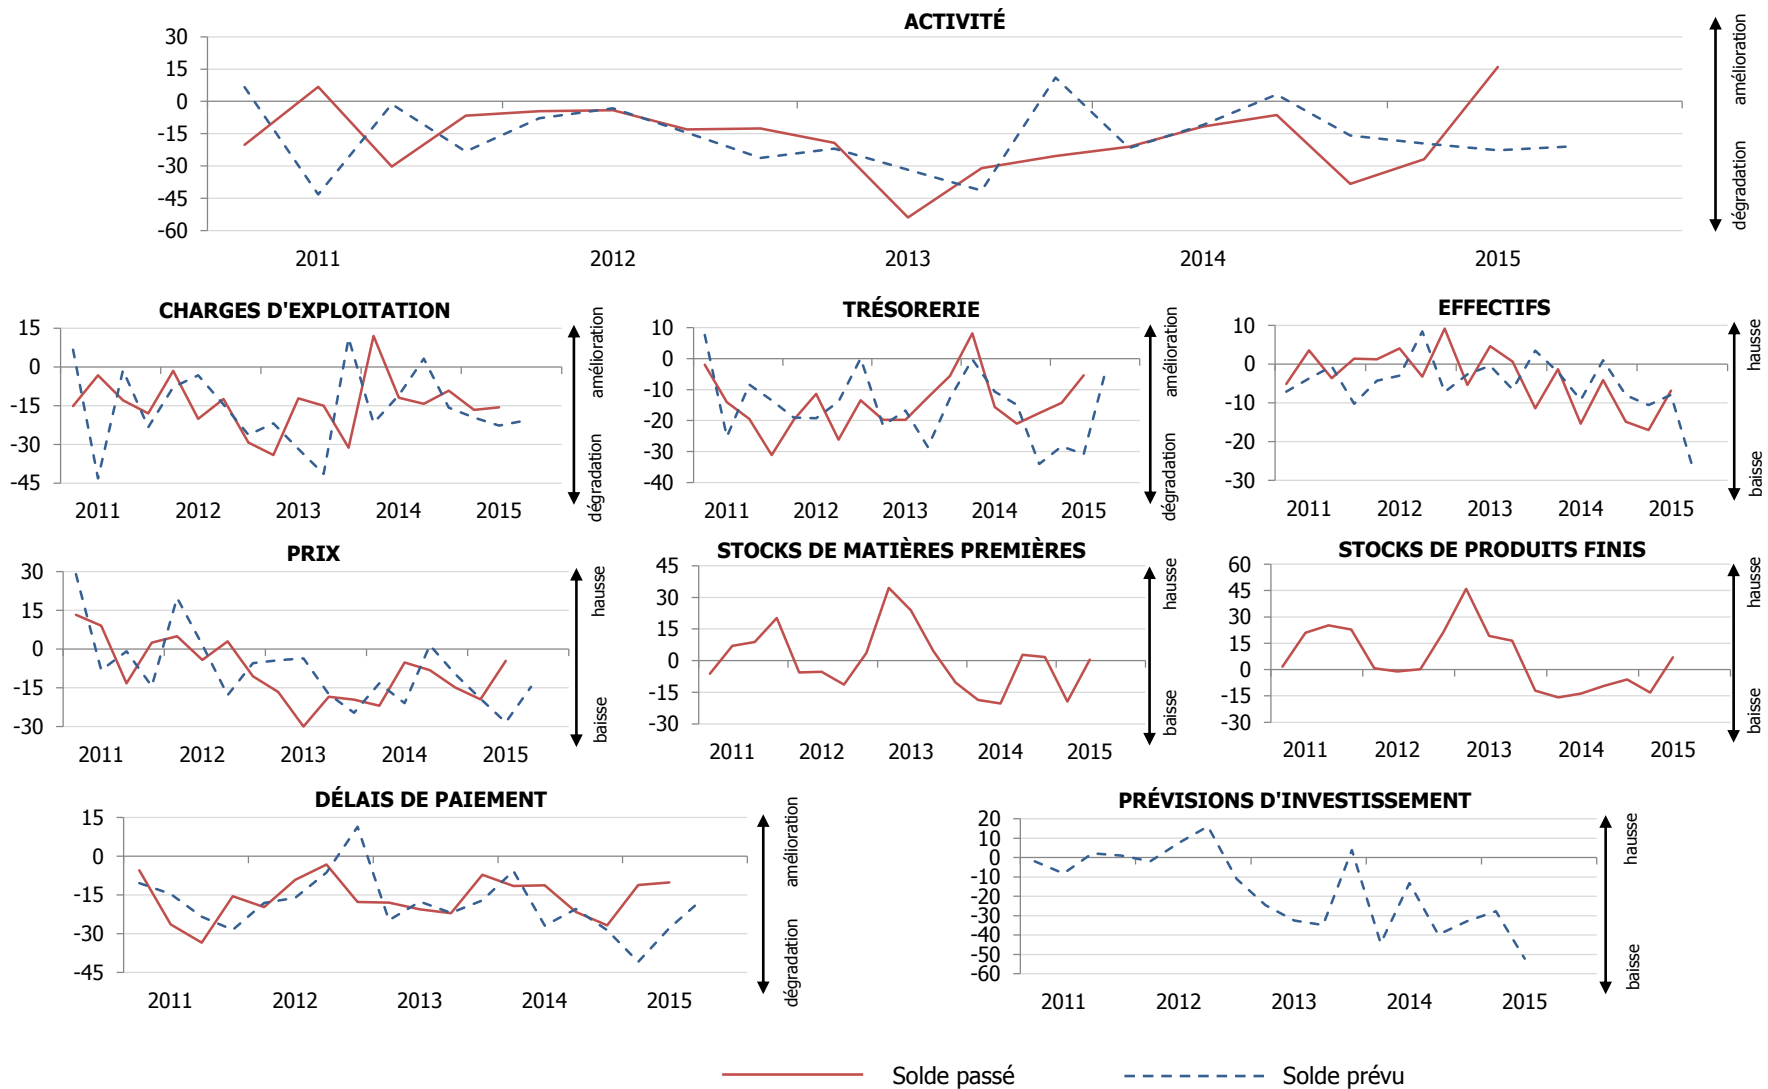 ACTIVITÉ
30
15
0
-15
-30
-45
-60
2011 2012 2013 2014 2015
amélioration
dégradation
CHARGES D'EXPLOITATION
15
0
-15
-30
-45
2011 2012 2013 2014 2015
amélioration
dégradation
TRÉSORERIE
10
0
-10
-20
-30
-40
2011 2012 2013 2014 2015
amélioration
dégradation
EFFECTIFS
10
0
-10
-20
-30
2011 2012 2013 2014 2015
hausse
baisse
PRIX
30
15
0
-15
-30
2011 2012 2013 2014 2015
hausse
baisse
STOCKS DE MATIÈRES PREMIÈRES
45
30
15
0
-15
-30
2011 2012 2013 2014 2015
hausse
baisse
STOCKS DE PRODUITS FINIS
60
45
30
15
0
-15
-30
2011 2012 2013 2014 2015
hausse
baisse
DÉLAIS DE PAIEMENT
15
0
-15
-30
-45
2011 2012 2013 2014 2015
amélioration
dégradation
PRÉVISIONS D'INVESTISSEMENT
20
10
0
-10
-20
-30
-40
-50
-60
2011 2012 2013 2014 2015
hausse
baisse
Solde passé
Solde prévu